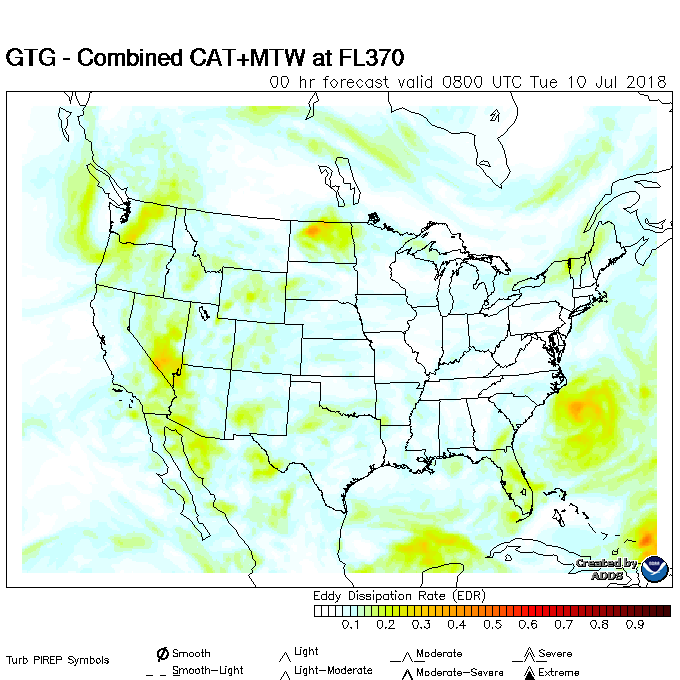 GTG - Combined CAT+MTW at FL370
00 hr forecast valid 0800 UTC Tue 10 Jul 2018
Created by
ADDS
Eddy Dissipation Rate (EDR)
0.1 0.2 0.3 0.4 0.5 0.6 0.7 0.8 0.9
Turb PIREP Symbols
Smooth Light Moderate Severe
Smooth-Light Light-Moderate Moderate-Severe Extreme